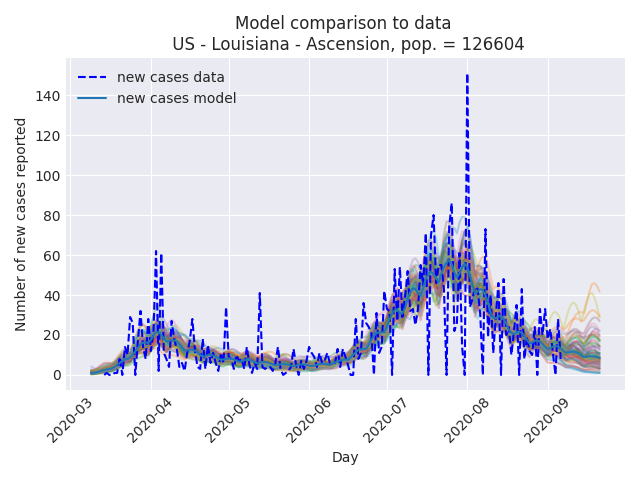 Model comparison to data
US - Louisiana - Ascension, pop. = 126604
new cases data
new cases model
Number of new cases reported
140
120
100
80
60
40
20
0
2020-03
2020-04
2020-05
2020-06
2020-07
2020-08
2020-09
Day